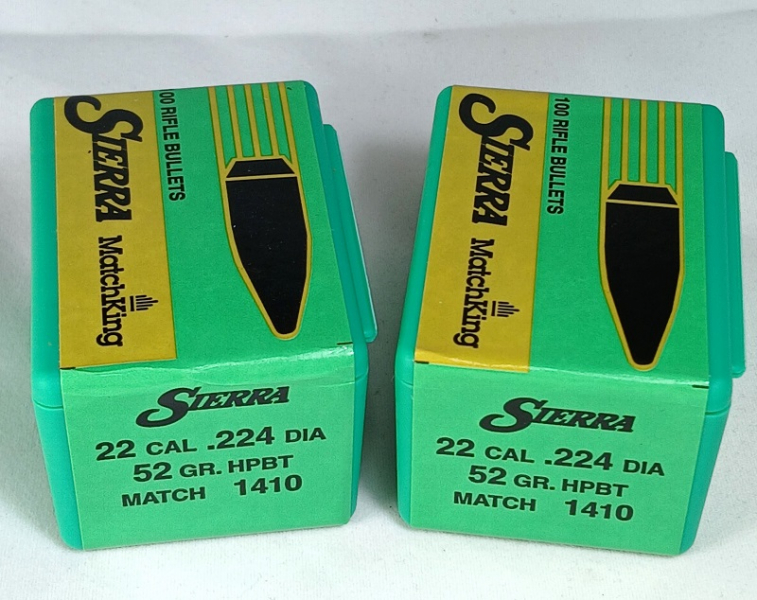 00 RIFLE BULLETS
SIERRA
MatchKing
SIERRA
22 CAL .224 DIA
52 GR. HPBT
MATCH 1410
100 RIFLE BULLETS
SIERRA
MatchKing
SIERRA
22 CAL .224 DIA
52 GR. HPBT
MATCH 1410